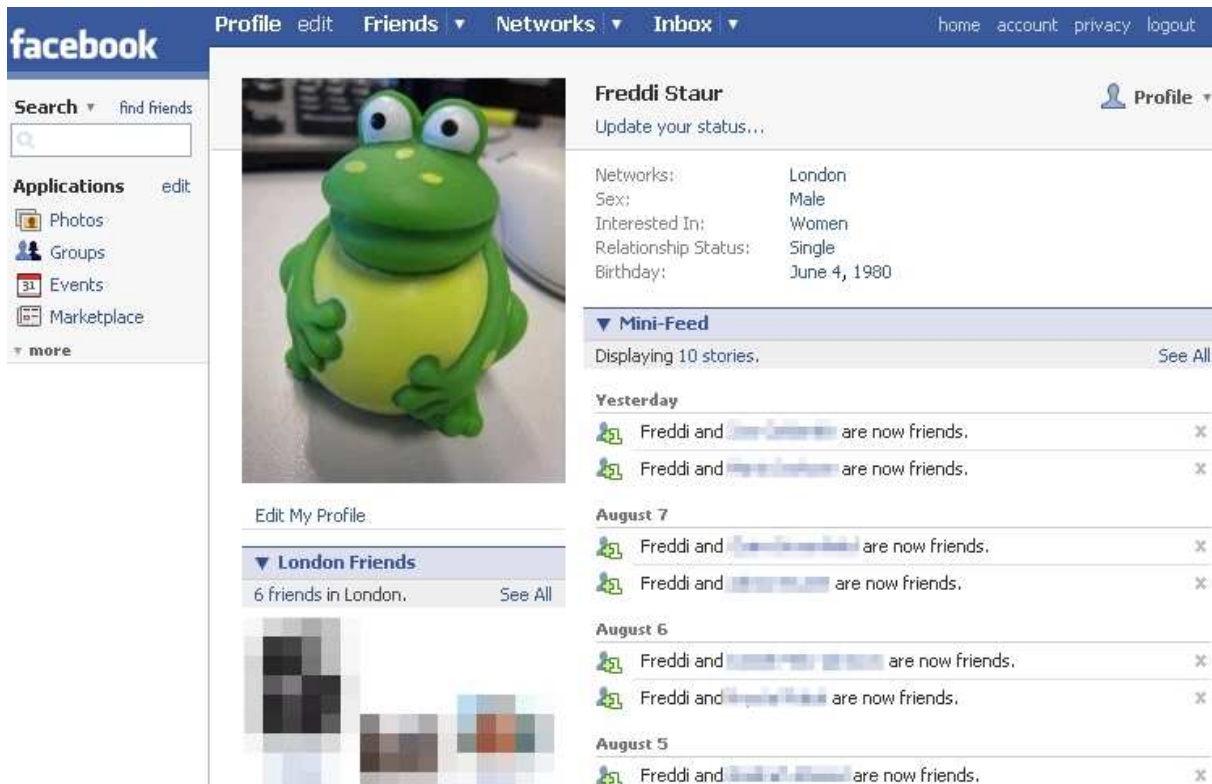 facebook
Profile edit Friends Networks Inbox
home account privacy logout
Search find friends
Applications edit
Photos
Groups
31 Events
Marketplace
more
Freddi Staur
Update your status...
Profile
Networks: London
Sex: Male
Interested In: Women
Relationship Status: Single
Birthday: June 4, 1980
Mini-Feed
Displaying 10 stories. See All
Yesterday
Freddi and are now friends.
Freddi and are now friends.
August 7
Freddi and are now friends.
Freddi and are now friends.
August 6
Freddi and are now friends.
Freddi and are now friends.
August 5
Freddi and are now friends.
Edit My Profile
London Friends
6 friends in London. See All